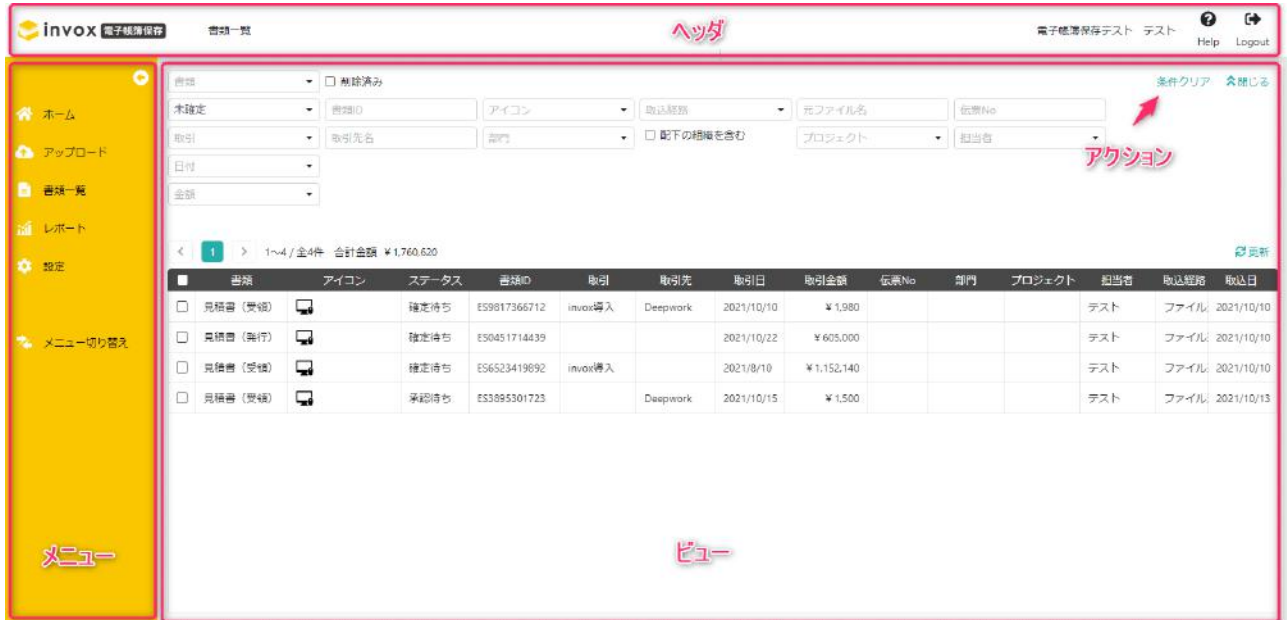 invox 電子帳簿保存 書類一覧 ヘッダ 電子帳簿保存テスト テスト Help Logout
書類 削除済み 条件クリア 閉じる
ホーム 未確定 書類ID アイコン 取込経路 元ファイル名 伝票No
取引 取引先名 部門 配下の組織を含む プロジェクト 担当者
アクション
アップロード 日付
書類一覧 金額
レポート
< 1 > 1~4 / 全4件 合計金額 ¥1,760,620 更新
設定
書類 アイコン ステータス 書類ID 取引 取引先 取引日 取引金額 伝票No 部門 プロジェクト 担当者 取込経路 取込日
見積書（受領） 確定待ち ES9817366712 invox導入 Deepwork 2021/10/10 ¥1,980 テスト ファイル 2021/10/10
メニュー切り替え
見積書（発行） 確定待ち ES0451714439 2021/10/22 ¥605,000 テスト ファイル 2021/10/10
見積書（受領） 確定待ち ES6523419892 invox導入 2021/8/10 ¥1,152,140 テスト ファイル 2021/10/10
見積書（受領） 承認待ち ES3895301723 Deepwork 2021/10/15 ¥1,500 テスト ファイル 2021/10/13
メニュー ビュー